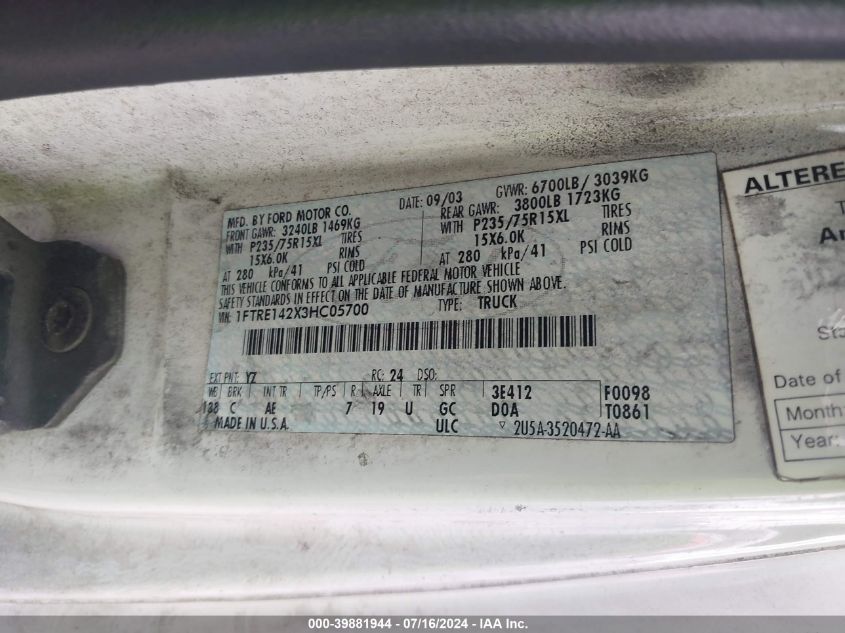 MFD. BY FORD MOTOR CO. DATE: 09/03 GVWR: 6700LB/ 3039KG
FRONT GAWR: 3240LB 1469KG REAR GAWR: 3800LB 1723KG
WITH P235/75R15XL TIRES WITH P235/75R15XL TIRES
15X6.0K RIMS 15X6.0K RIMS
AT 280 kPa/41 PSI COLD AT 280 kPa/41 PSI COLD
THIS VEHICLE CONFORMS TO ALL APPLICABLE FEDERAL MOTOR VEHICLE
SAFETY STANDARDS IN EFFECT ON THE DATE OF MANUFACTURE SHOWN ABOVE.
VIN: 1FTRE142X3HC05700 TYPE: TRUCK
EXT PNT: YZ RC: 24 DSO:
WB BRK INT TR TP/PS R AXLE TR SPR 3E412 F0098
138 C AE 7 19 U GC D0A T0861
MADE IN U.S.A. ULC 2U5A-3520472-AA
ALTERE
Date of
Month:
Year:
000-39881944 - 07/16/2024 - IAA Inc.